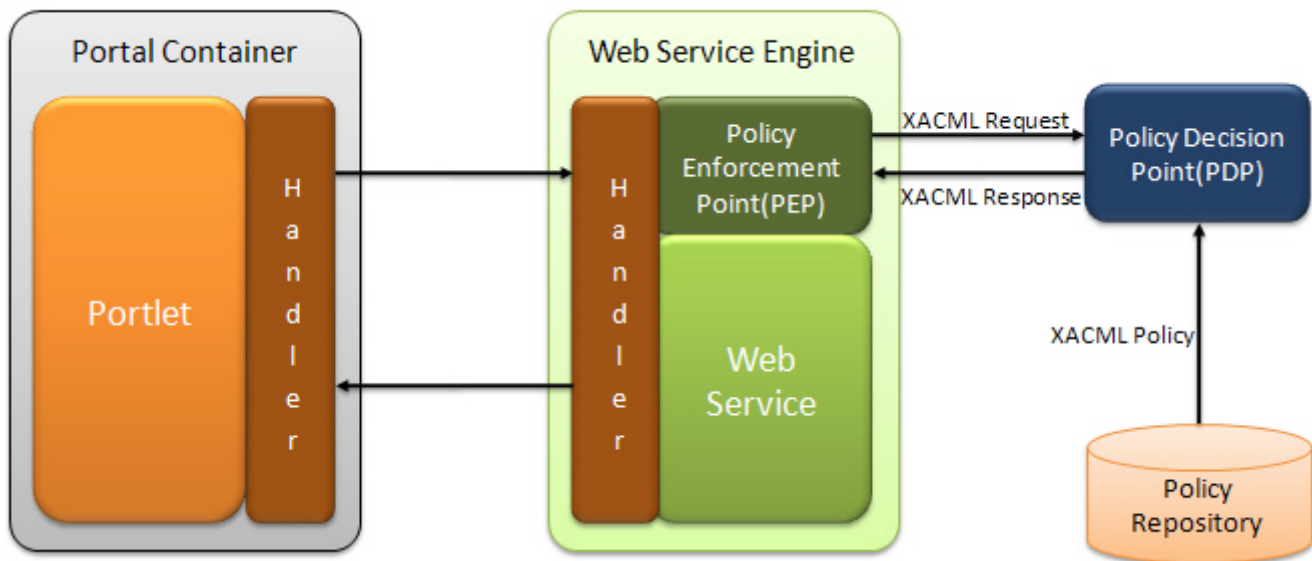 Portal Container
Portlet
H
a
n
d
l
e
r
Web Service Engine
H
a
n
d
l
e
r
Policy
Enforcement
Point(PEP)
Web
Service
XACML Request
XACML Response
Policy Decision
Point(PDP)
XACML Policy
Policy
Repository